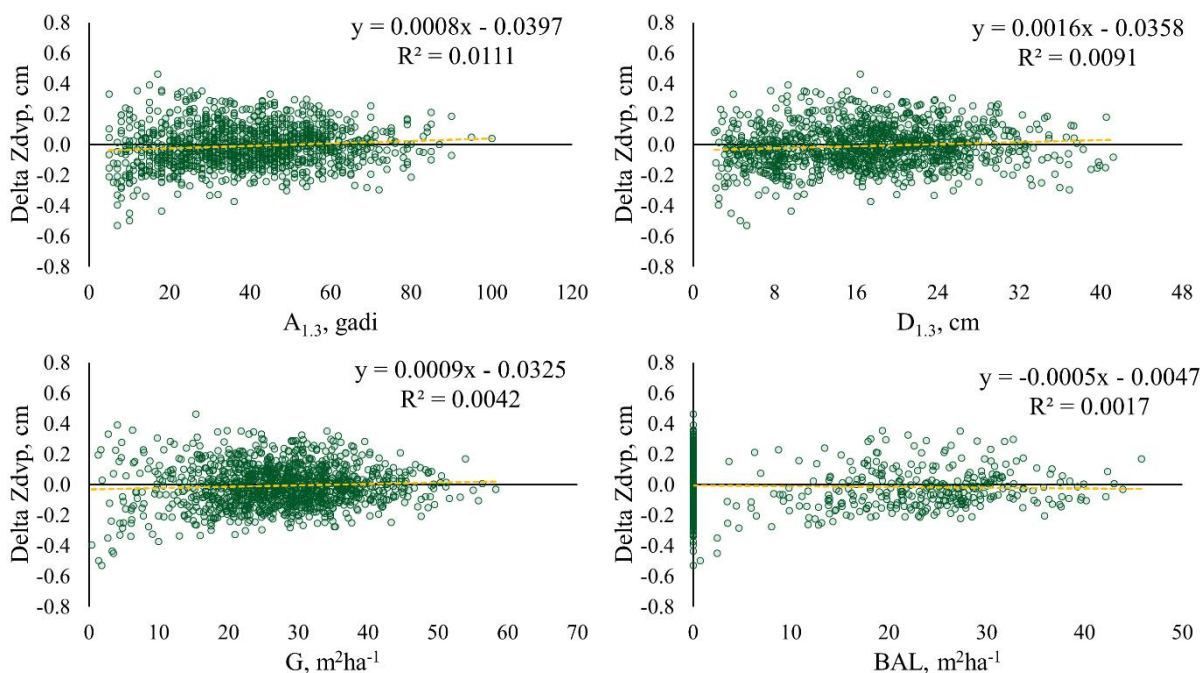 y = 0.0008x - 0.0397
R² = 0.0111
Delta Zdvp, cm
0.8
0.6
0.4
0.2
0.0
-0.2
-0.4
-0.6
-0.8
0 20 40 60 80 100 120
A1.3, gadi
y = 0.0016x - 0.0358
R² = 0.0091
Delta Zdvp, cm
0.8
0.6
0.4
0.2
0.0
-0.2
-0.4
-0.6
-0.8
0 8 16 24 32 40 48
D1.3, cm
y = 0.0009x - 0.0325
R² = 0.0042
Delta Zdvp, cm
0.8
0.6
0.4
0.2
0.0
-0.2
-0.4
-0.6
-0.8
0 10 20 30 40 50 60 70
G, m²ha⁻¹
y = -0.0005x - 0.0047
R² = 0.0017
Delta Zdvp, cm
0.8
0.6
0.4
0.2
0.0
-0.2
-0.4
-0.6
-0.8
0 10 20 30 40 50
BAL, m²ha⁻¹